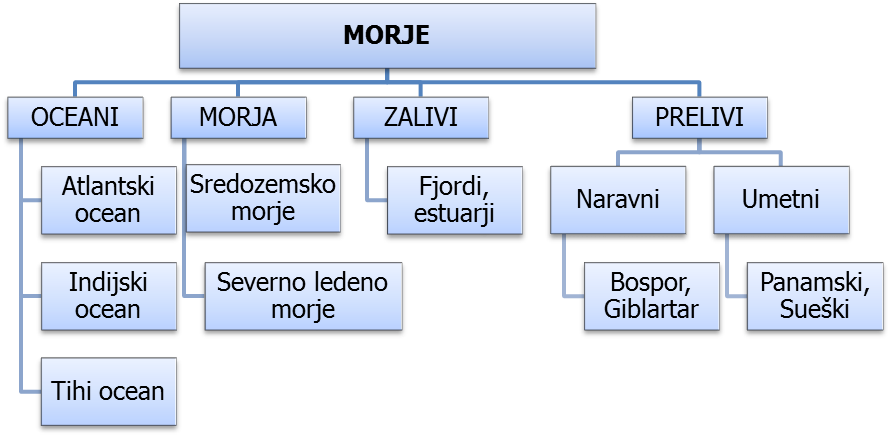 MORJE
OCEANI
MORJA
ZALIVI
PRELIVI
Atlantski
ocean
Sredozemsko
morje
Fjordi,
estuarji
Naravni
Umetni
Indijski
ocean
Severno ledeno
morje
Bospor,
Giblartar
Panamski,
Sueški
Tihi ocean